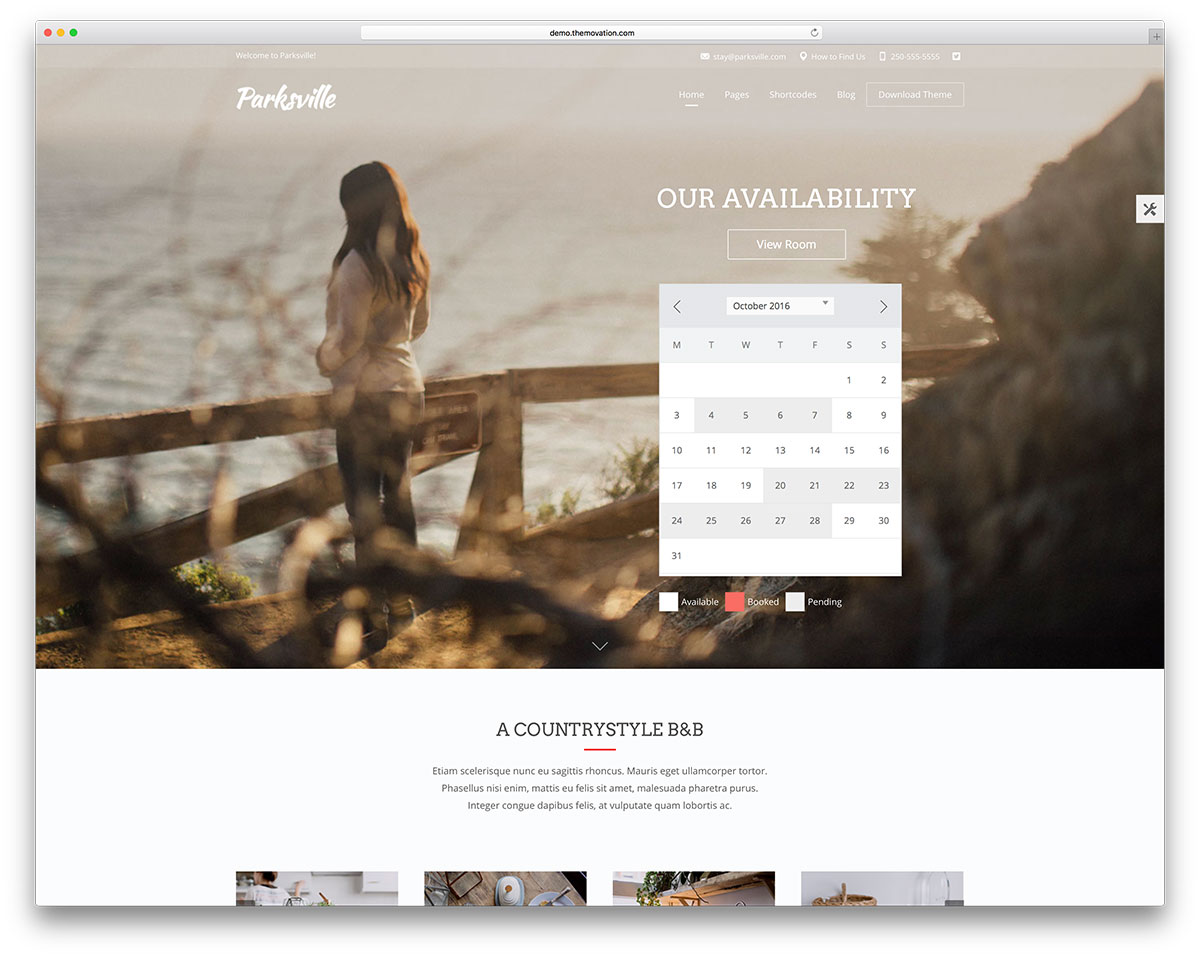 demo.themovation.com
Welcome to Parksville!
stay@parksville.com How to Find Us 250-555-5555
Parksville
Home Pages Shortcodes Blog Download Theme
OUR AVAILABILITY
View Room
October 2016
M T W T F S S
1 2
3 4 5 6 7 8 9
10 11 12 13 14 15 16
17 18 19 20 21 22 23
24 25 26 27 28 29 30
31
Available Booked Pending
A COUNTRYSTYLE B&B
Etiam scelerisque nunc eu sagittis rhoncus. Mauris eget ullamcorper tortor.
Phasellus nisi enim, mattis eu felis sit amet, malesuada pharetra purus.
Integer congue dapibus felis, at vulputate quam lobortis ac.